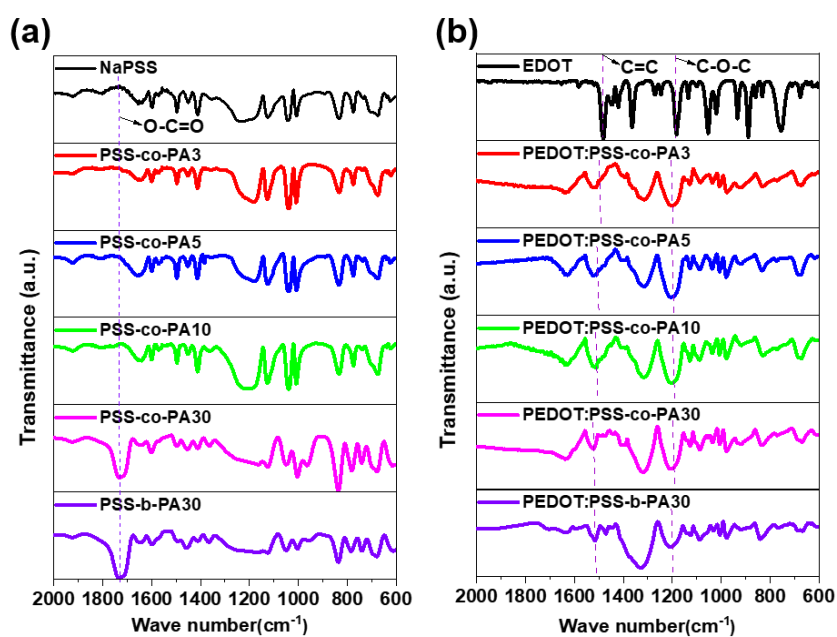 (a)
NaPSS
O-C=O
PSS-co-PA3
PSS-co-PA5
PSS-co-PA10
PSS-co-PA30
PSS-b-PA30
Transmittance (a.u.)
2000 1800 1600 1400 1200 1000 800 600
Wave number(cm⁻¹)
(b)
EDOT
C=C
C-O-C
PEDOT:PSS-co-PA3
PEDOT:PSS-co-PA5
PEDOT:PSS-co-PA10
PEDOT:PSS-co-PA30
PEDOT:PSS-b-PA30
Transmittance (a.u.)
2000 1800 1600 1400 1200 1000 800 600
Wave number(cm⁻¹)